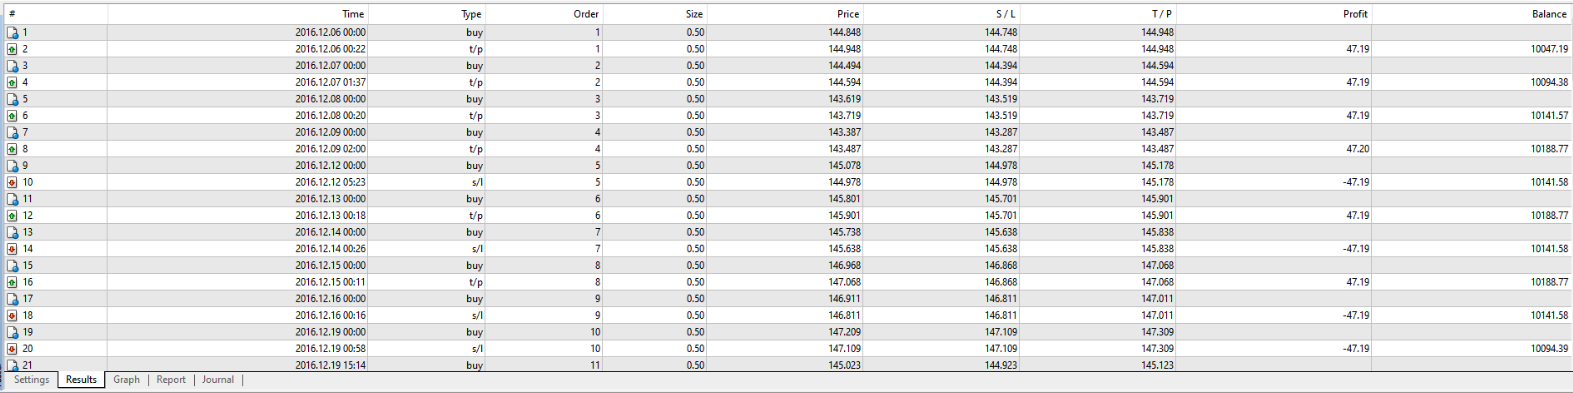 # Time Type Order Size Price S / L T / P Profit Balance
1 2016.12.06 00:00 buy 1 0.50 144.848 144.748 144.948
2 2016.12.06 00:22 t/p 1 0.50 144.948 144.748 144.948 47.19 10047.19
3 2016.12.07 00:00 buy 2 0.50 144.494 144.394 144.594
4 2016.12.07 01:37 t/p 2 0.50 144.594 144.394 144.594 47.19 10094.38
5 2016.12.08 00:00 buy 3 0.50 143.619 143.519 143.719
6 2016.12.08 00:20 t/p 3 0.50 143.719 143.519 143.719 47.19 10141.57
7 2016.12.09 00:00 buy 4 0.50 143.387 143.287 143.487
8 2016.12.09 02:00 t/p 4 0.50 143.487 143.287 143.487 47.20 10188.77
9 2016.12.12 00:00 buy 5 0.50 145.078 144.978 145.178
10 2016.12.12 05:23 s/l 5 0.50 144.978 144.978 145.178 -47.19 10141.58
11 2016.12.13 00:00 buy 6 0.50 145.801 145.701 145.901
12 2016.12.13 00:18 t/p 6 0.50 145.901 145.701 145.901 47.19 10188.77
13 2016.12.14 00:00 buy 7 0.50 145.738 145.638 145.838
14 2016.12.14 00:26 s/l 7 0.50 145.638 145.638 145.838 -47.19 10141.58
15 2016.12.15 00:00 buy 8 0.50 146.968 146.868 147.068
16 2016.12.15 00:11 t/p 8 0.50 147.068 146.868 147.068 47.19 10188.77
17 2016.12.16 00:00 buy 9 0.50 146.911 146.811 147.011
18 2016.12.16 00:16 s/l 9 0.50 146.811 146.811 147.011 -47.19 10141.58
19 2016.12.19 00:00 buy 10 0.50 147.209 147.109 147.309
20 2016.12.19 00:58 s/l 10 0.50 147.109 147.109 147.309 -47.19 10094.39
21 2016.12.19 15:14 buy 11 0.50 145.023 144.923 145.123
Settings Results Graph Report Journal